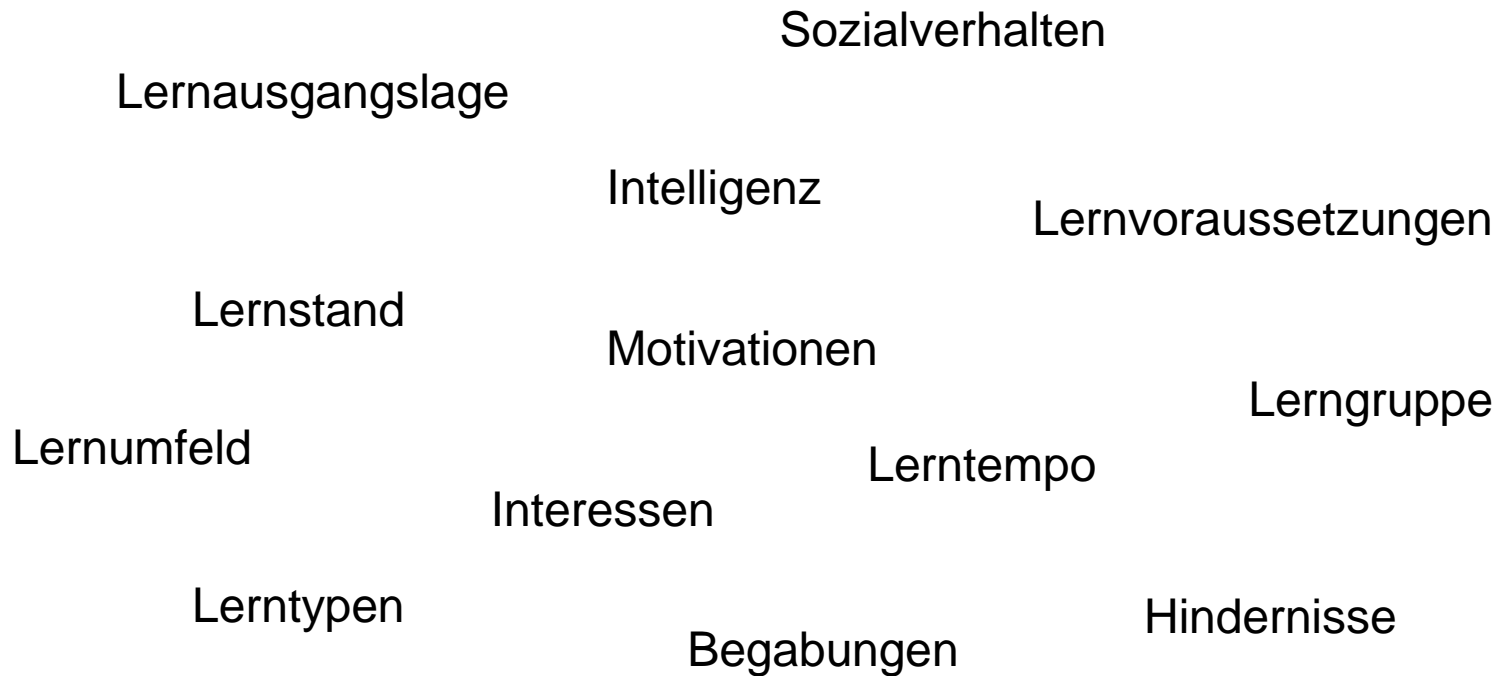 Sozialverhalten
Lernausgangslage
Intelligenz
Lernvoraussetzungen
Lernstand
Motivationen
Lerngruppe
Lernumfeld
Lerntempo
Interessen
Lerntypen
Hindernisse
Begabungen